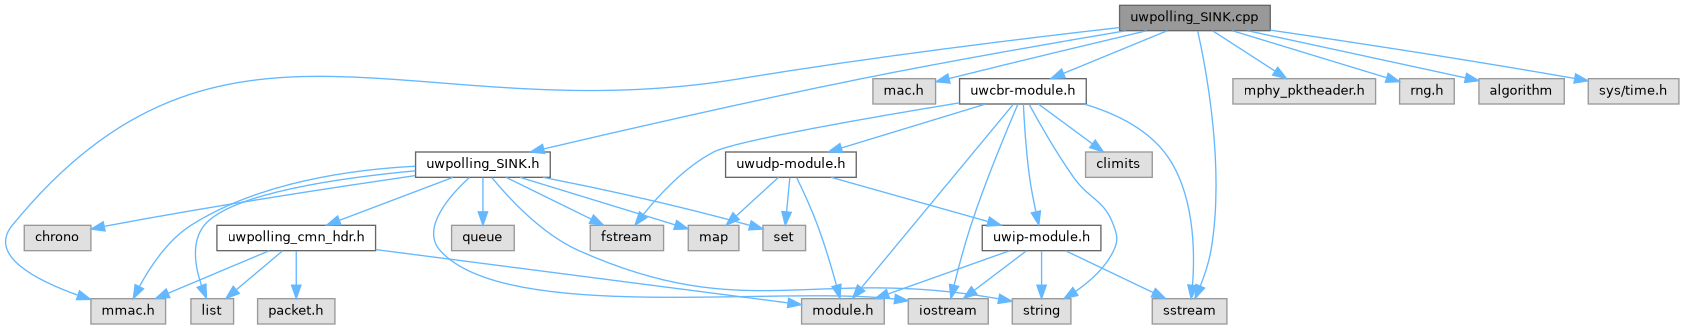 uwpolling_SINK.cpp
mac.h
uwcbr-module.h
mphy_pktheader.h
rng.h
algorithm
sys/time.h
uwpolling_SINK.h
uwudp-module.h
climits
chrono
uwpolling_cmn_hdr.h
queue
fstream
map
set
uwip-module.h
mmac.h
list
packet.h
module.h
iostream
string
sstream